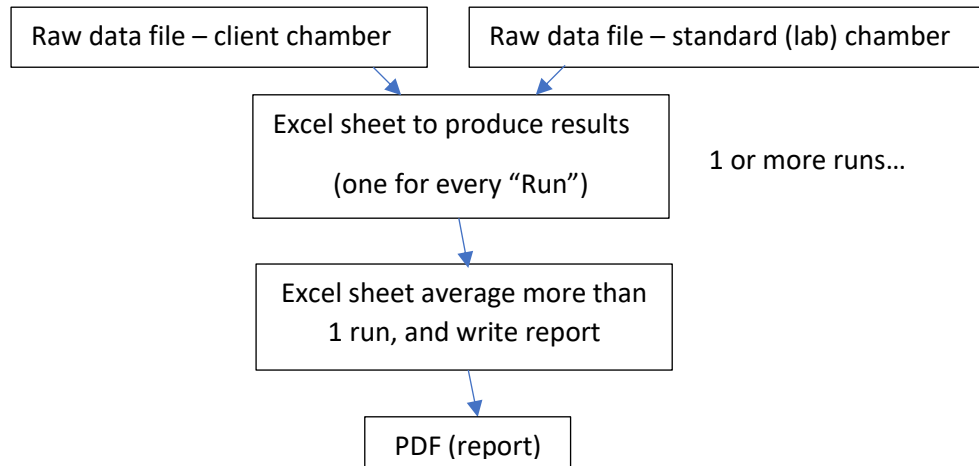 Raw data file – client chamber
Raw data file – standard (lab) chamber
Excel sheet to produce results
(one for every “Run”)
1 or more runs…
Excel sheet average more than
1 run, and write report
PDF (report)